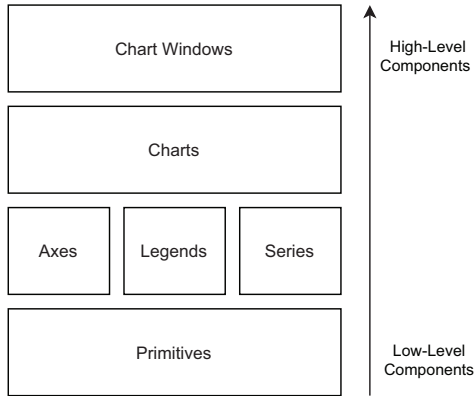 Chart Windows
High-Level
Components
Charts
Axes
Legends
Series
Primitives
Low-Level
Components